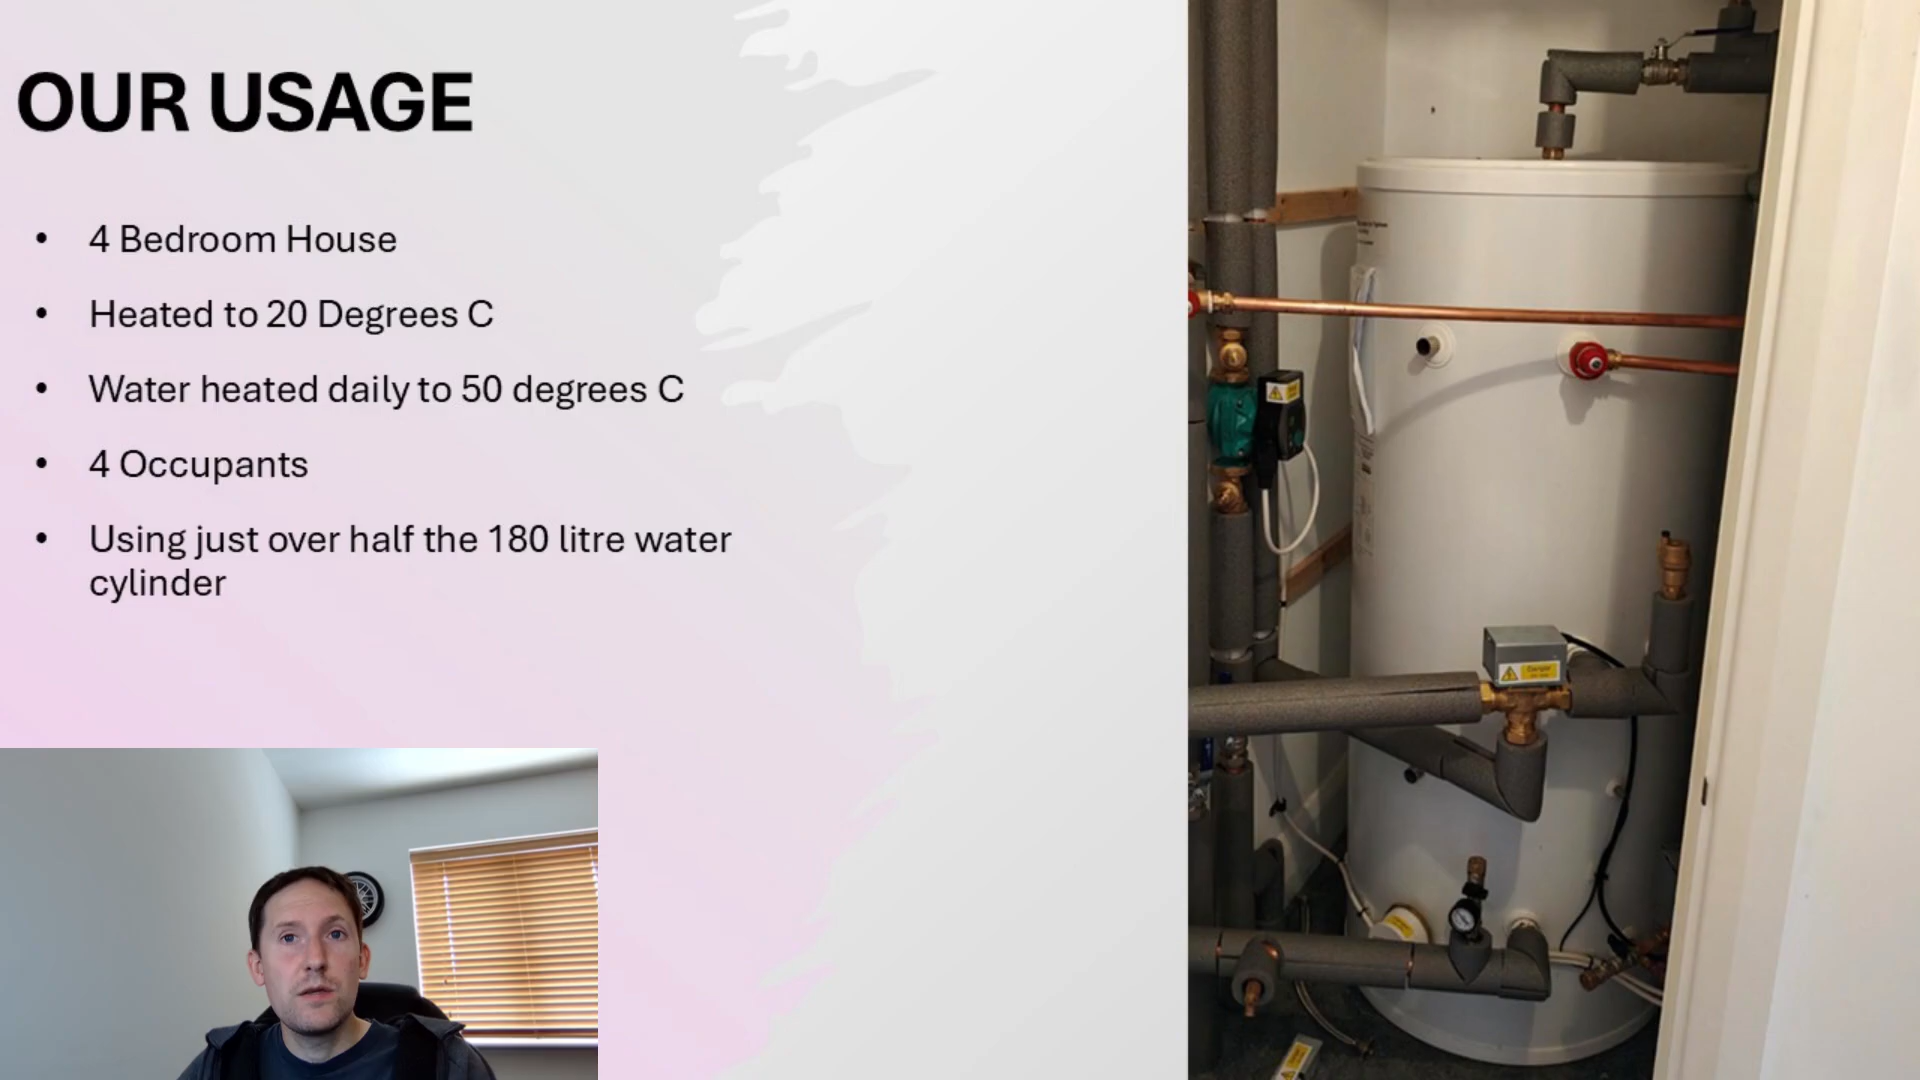 OUR USAGE
• 4 Bedroom House
• Heated to 20 Degrees C
• Water heated daily to 50 degrees C
• 4 Occupants
• Using just over half the 180 litre water
cylinder